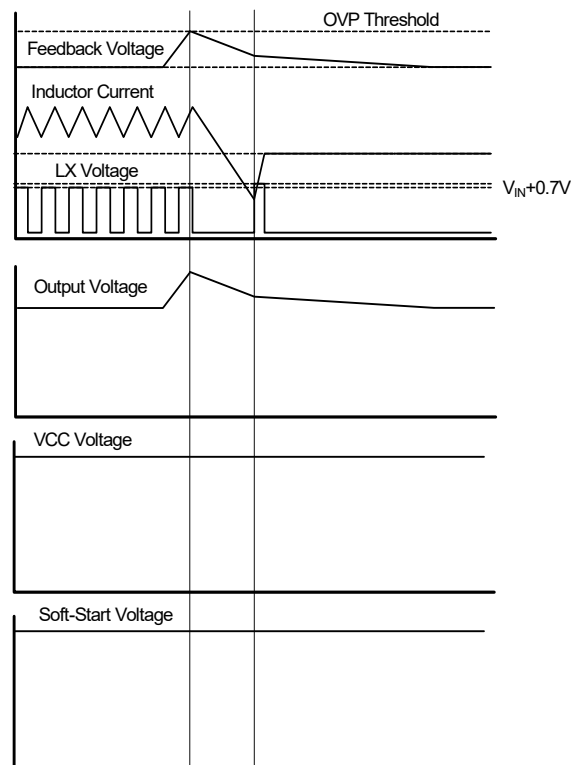 OVP Threshold
Feedback Voltage
Inductor Current
LX Voltage
VIN+0.7V
Output Voltage
VCC Voltage
Soft-Start Voltage